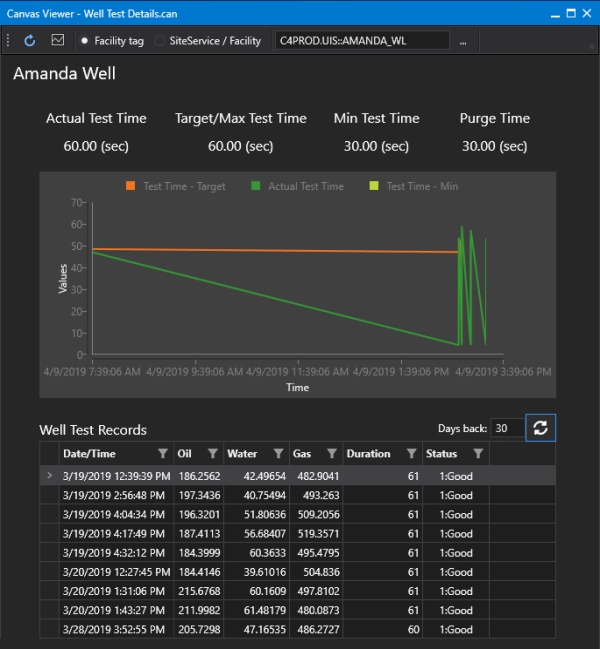 Canvas Viewer - Well Test Details.can
Facility tag SiteService / Facility C4PROD.UIS::AMANDA_WL ...
Amanda Well
Actual Test Time Target/Max Test Time Min Test Time Purge Time
60.00 (sec) 60.00 (sec) 30.00 (sec) 30.00 (sec)
Test Time - Target Actual Test Time Test Time - Min
70
60
50
40
30
20
10
0
Values
4/9/2019 7:39:06 AM 4/9/2019 9:39:06 AM 4/9/2019 11:39:06 AM 4/9/2019 1:39:06 PM 4/9/2019 3:39:06 PM
Time
Well Test Records Days back: 30
Date/Time Oil Water Gas Duration Status
3/19/2019 12:39:39 PM 186.2562 42.49654 482.9041 61 1:Good
3/19/2019 2:56:48 PM 197.3436 40.75494 493.263 61 1:Good
3/19/2019 4:04:34 PM 196.3201 51.80636 509.2056 61 1:Good
3/19/2019 4:17:49 PM 187.4113 56.68407 519.3571 61 1:Good
3/19/2019 4:32:12 PM 184.3999 60.3633 495.4795 61 1:Good
3/20/2019 12:27:45 PM 184.4146 39.61016 504.836 61 1:Good
3/20/2019 1:31:06 PM 215.6768 60.1609 497.8102 61 1:Good
3/20/2019 1:43:27 PM 211.9982 61.48179 480.0873 61 1:Good
3/28/2019 3:52:55 PM 205.7298 47.16535 486.2727 60 1:Good